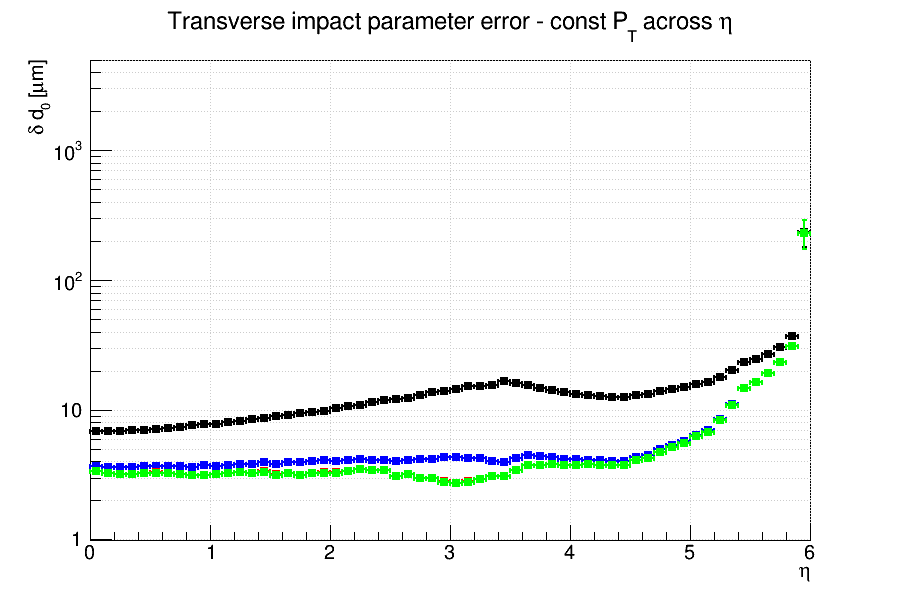 Transverse impact parameter error - const P_T across η
δ d_0 [μm]
10^3
10^2
10
1
0 1 2 3 4 5 6
η